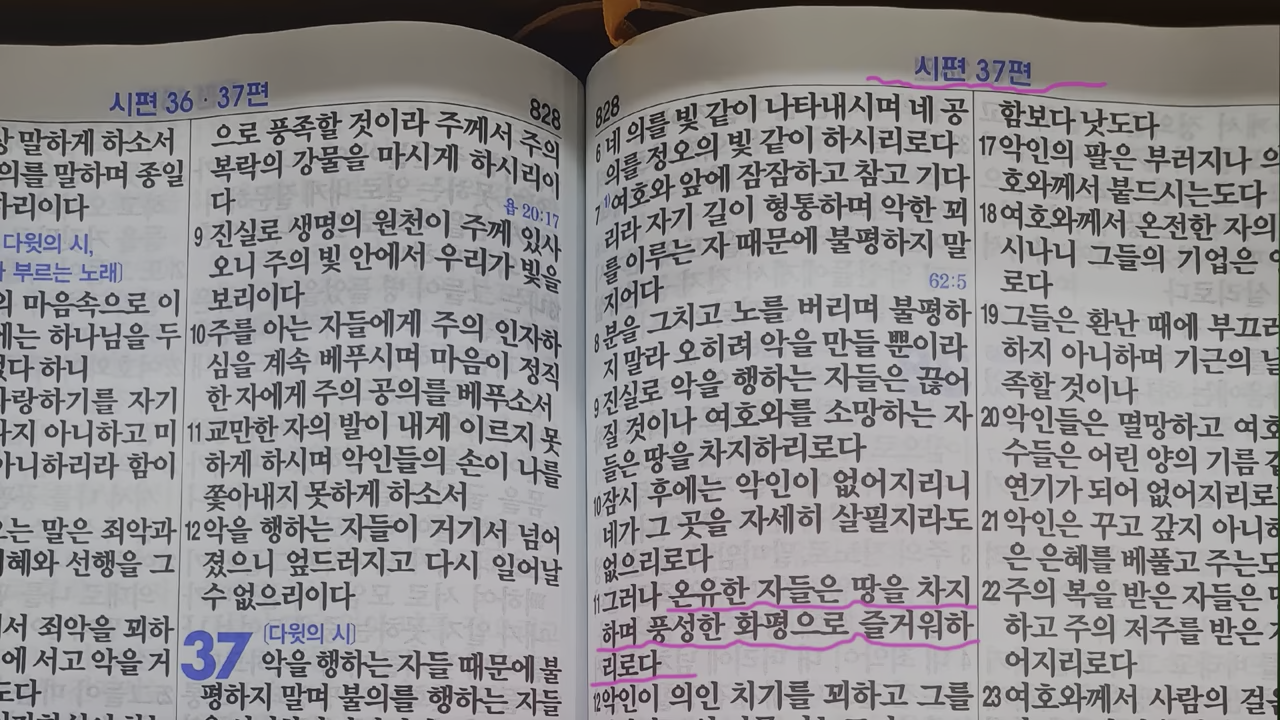 시편 36 · 37편
828
말하게 하소서
의를 말하며 종일
다윗의 시,
부르는 노래)
마음속으로 이
하나님을 두
하니
사랑하기를 자기
아니하고 미
아니하리라 함이
말은 죄악과
지혜와 선행을 그
죄악을 꾀하
서고 악을 거
도다
으로 풍족할 것이라 주께서 주의
복락의 강물을 마시게 하시리이
다
욥 20:17
9 진실로 생명의 원천이 주께 있사
오니 주의 빛 안에서 우리가 빛을
보리이다
10 주를 아는 자들에게 주의 인자하
심을 계속 베푸시며 마음이 정직
한 자에게 주의 공의를 베푸소서
11 교만한 자의 발이 내게 이르지 못
하게 하시며 악인들의 손이 나를
쫓아내지 못하게 하소서
12 악을 행하는 자들이 거기서 넘어
졌으니 엎드러지고 다시 일어날
수 없으리이다
37 (다윗의 시)
악을 행하는 자들 때문에 불
평하지 말며 불의를 행하는 자들
828
시편 37편
6 네 의를 빛 같이 나타내시며 네 공
의를 정오의 빛 같이 하시리로다
7 1)여호와 앞에 잠잠하고 참고 기다
리라 자기 길이 형통하며 악한 꾀
를 이루는 자 때문에 불평하지 말
지어다
62:5
8 분을 그치고 노를 버리며 불평하
지 말라 오히려 악을 만들 뿐이라
9 진실로 악을 행하는 자들은 끊어
질 것이나 여호와를 소망하는 자
들은 땅을 차지하리로다
10 잠시 후에는 악인이 없어지리니
네가 그 곳을 자세히 살필지라도
없으리로다
11 그러나 온유한 자들은 땅을 차지
하며 풍성한 화평으로 즐거워하
리로다
12 악인이 의인 치기를 꾀하고 그를
함보다 낫도다
17 악인의 팔은 부러지나
호와께서 붙드시는도다
18 여호와께서 온전한 자의
시나니 그들의 기업은
로다
19 그들은 환난 때에
하지 아니하며 기근의
족할 것이나
20 악인들은 멸망하고
수들은 어린 양의 기름
연기가 되어
21 악인은 꾸고 갚지
은 은혜를 베풀고
22 주의 복을 받은 자들은
하고 주의 저주를 받은
어지리로다
23 여호와께서 사람의